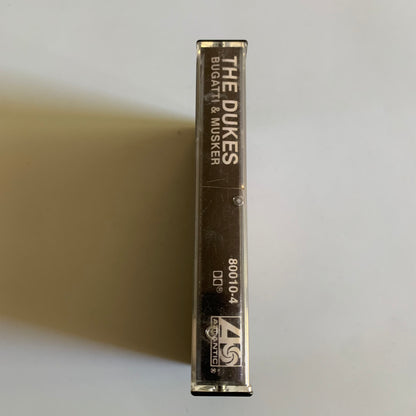 THE DUKES
BUGATTI & MUSKER
80010-4
ATLANTIC®